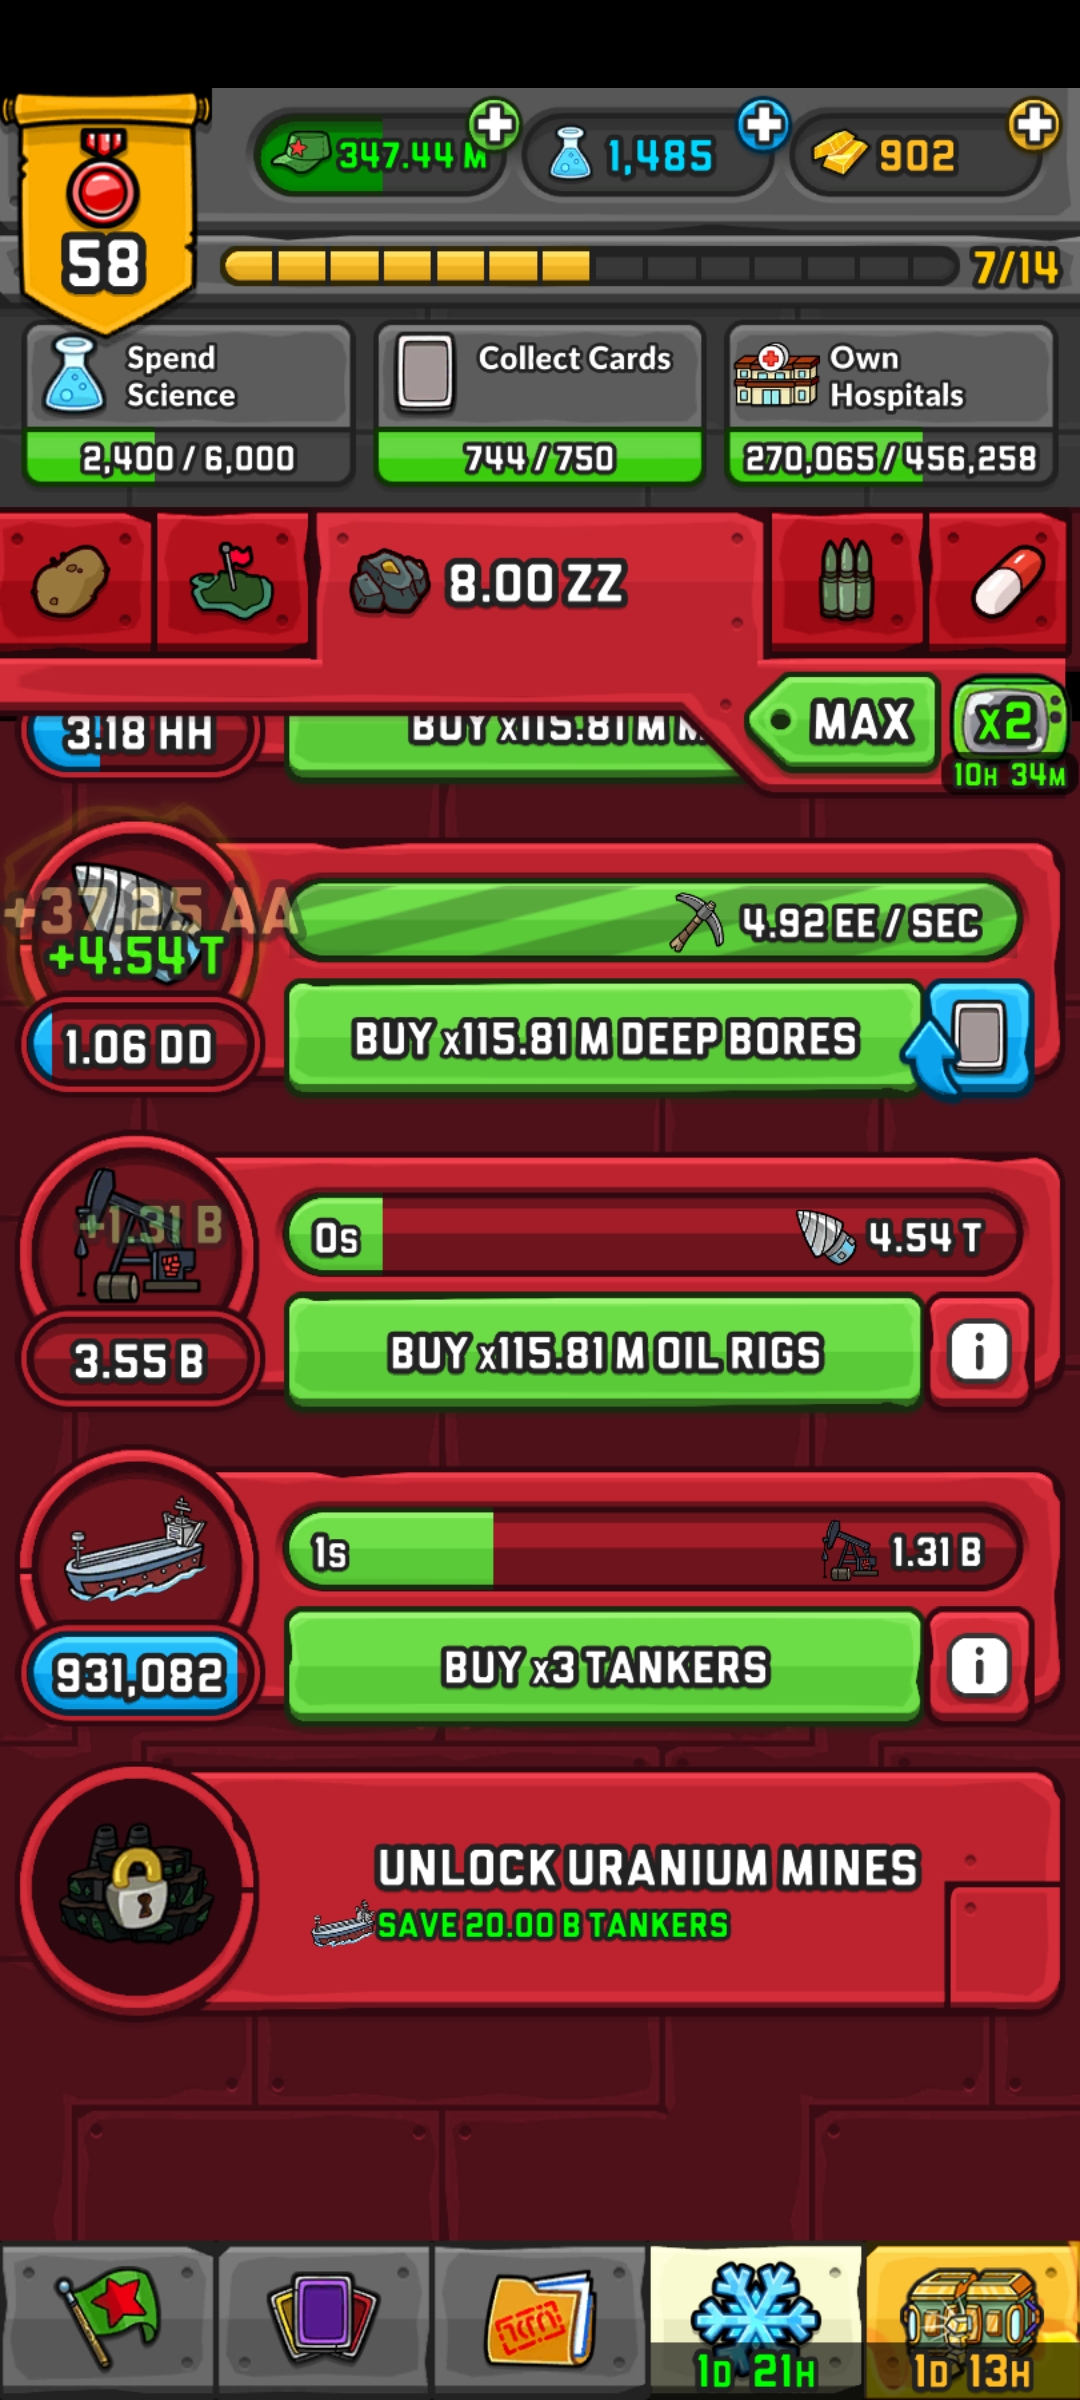 347.44 M
1,485
902
58
7/14
Spend
Science
2,400 / 6,000
Collect Cards
744 / 750
Own
Hospitals
270,065 / 456,258
8.00 ZZ
MAX
x2
10H 34M
3.18 HH
BUY x115.81 M
+37.25 AA
+4.54 T
4.92 EE / SEC
1.06 DD
BUY x115.81 M DEEP BORES
+1.31 B
0s
4.54 T
3.55 B
BUY x115.81 M OIL RIGS
i
1s
1.31 B
931,082
BUY x3 TANKERS
i
UNLOCK URANIUM MINES
SAVE 20.00 B TANKERS
1D 21H
1D 13H